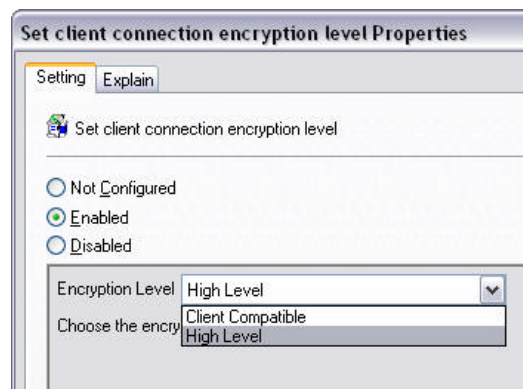 Set client connection encryption level Properties
Setting Explain
Set client connection encryption level
Not Configured
Enabled
Disabled
Encryption Level High Level
Client Compatible
Choose the encry
High Level